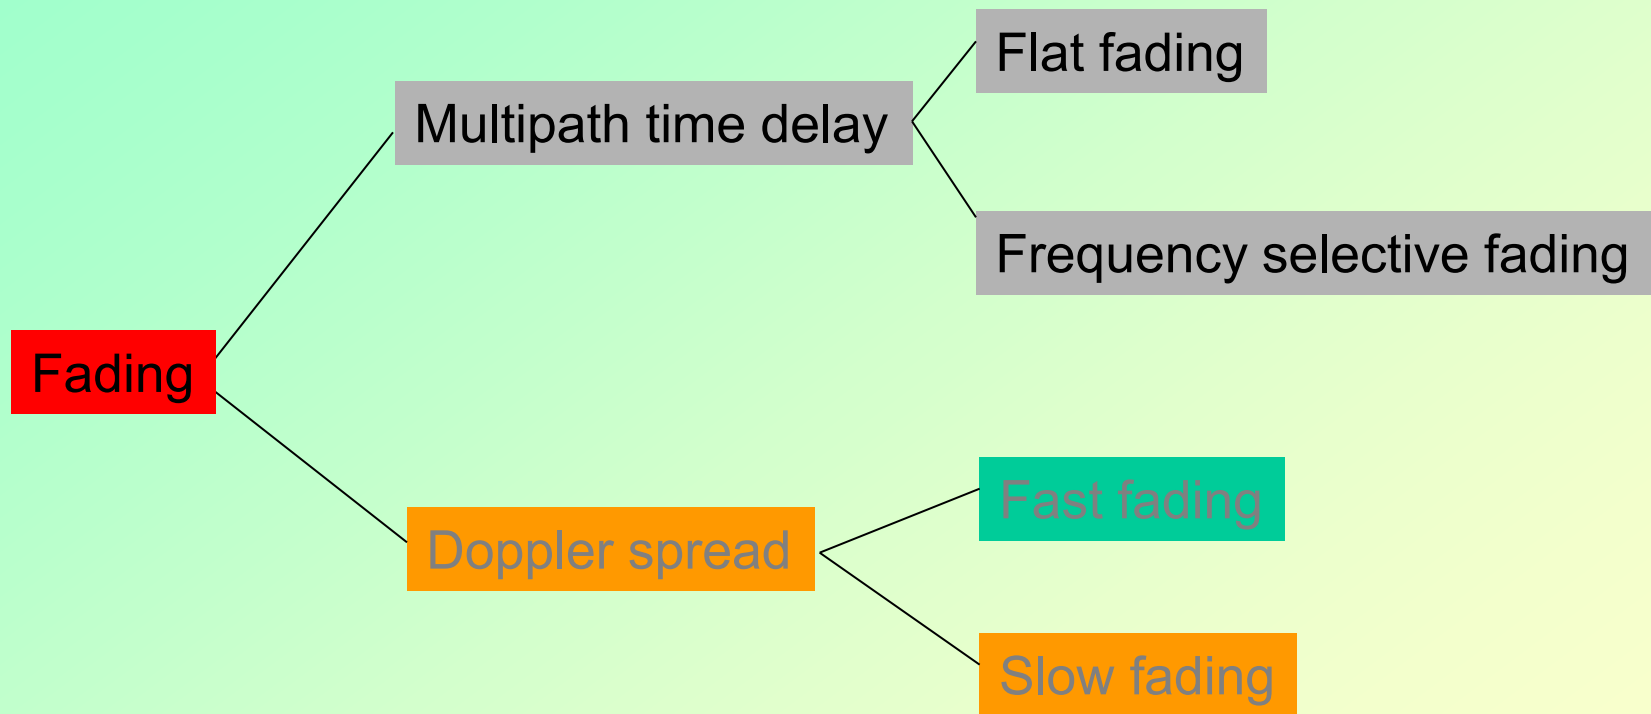 Flat fading
Multipath time delay
Frequency selective fading
Fading
Fast fading
Doppler spread
Slow fading